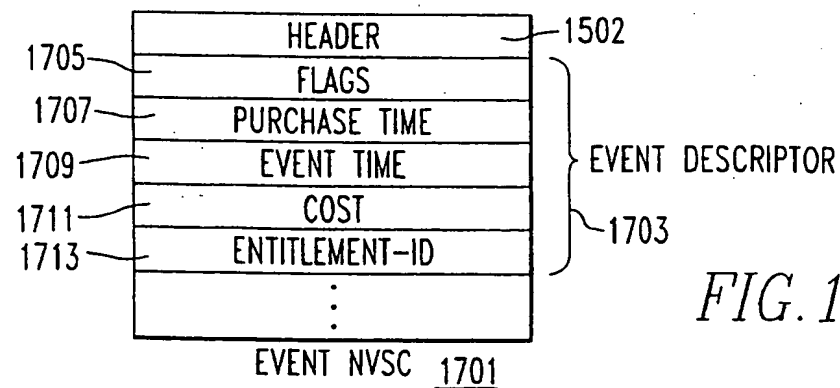 HEADER 1502
1705 FLAGS
1707 PURCHASE TIME
1709 EVENT TIME EVENT DESCRIPTOR
1711 COST
1713 ENTITLEMENT-ID 1703
FIG. 1
EVENT NVSC 1701